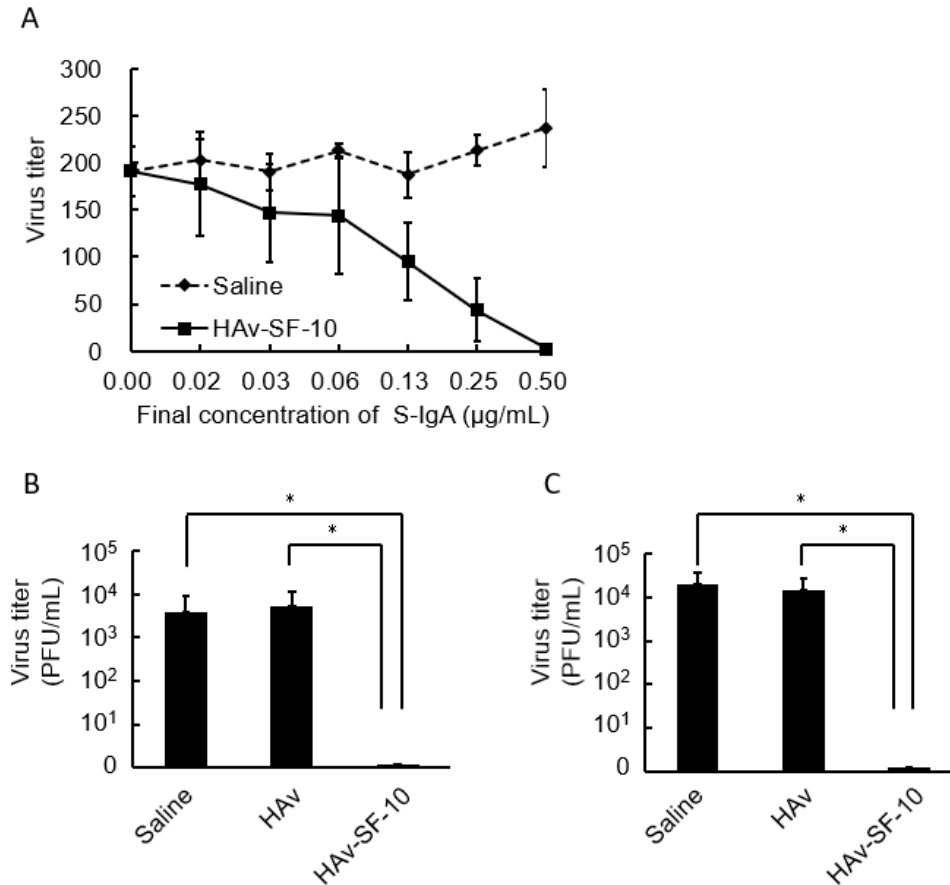 A
300
250
200
150
100
50
0
Virus titer
Saline
HAv-SF-10
0.00 0.02 0.03 0.06 0.13 0.25 0.50
Final concentration of S-IgA (µg/mL)
B
*
*
10⁵
10⁴
10³
10²
10¹
0
Virus titer
(PFU/mL)
Saline
HAv
HAv-SF-10
C
*
*
10⁵
10⁴
10³
10²
10¹
0
Virus titer
(PFU/mL)
Saline
HAv
HAv-SF-10